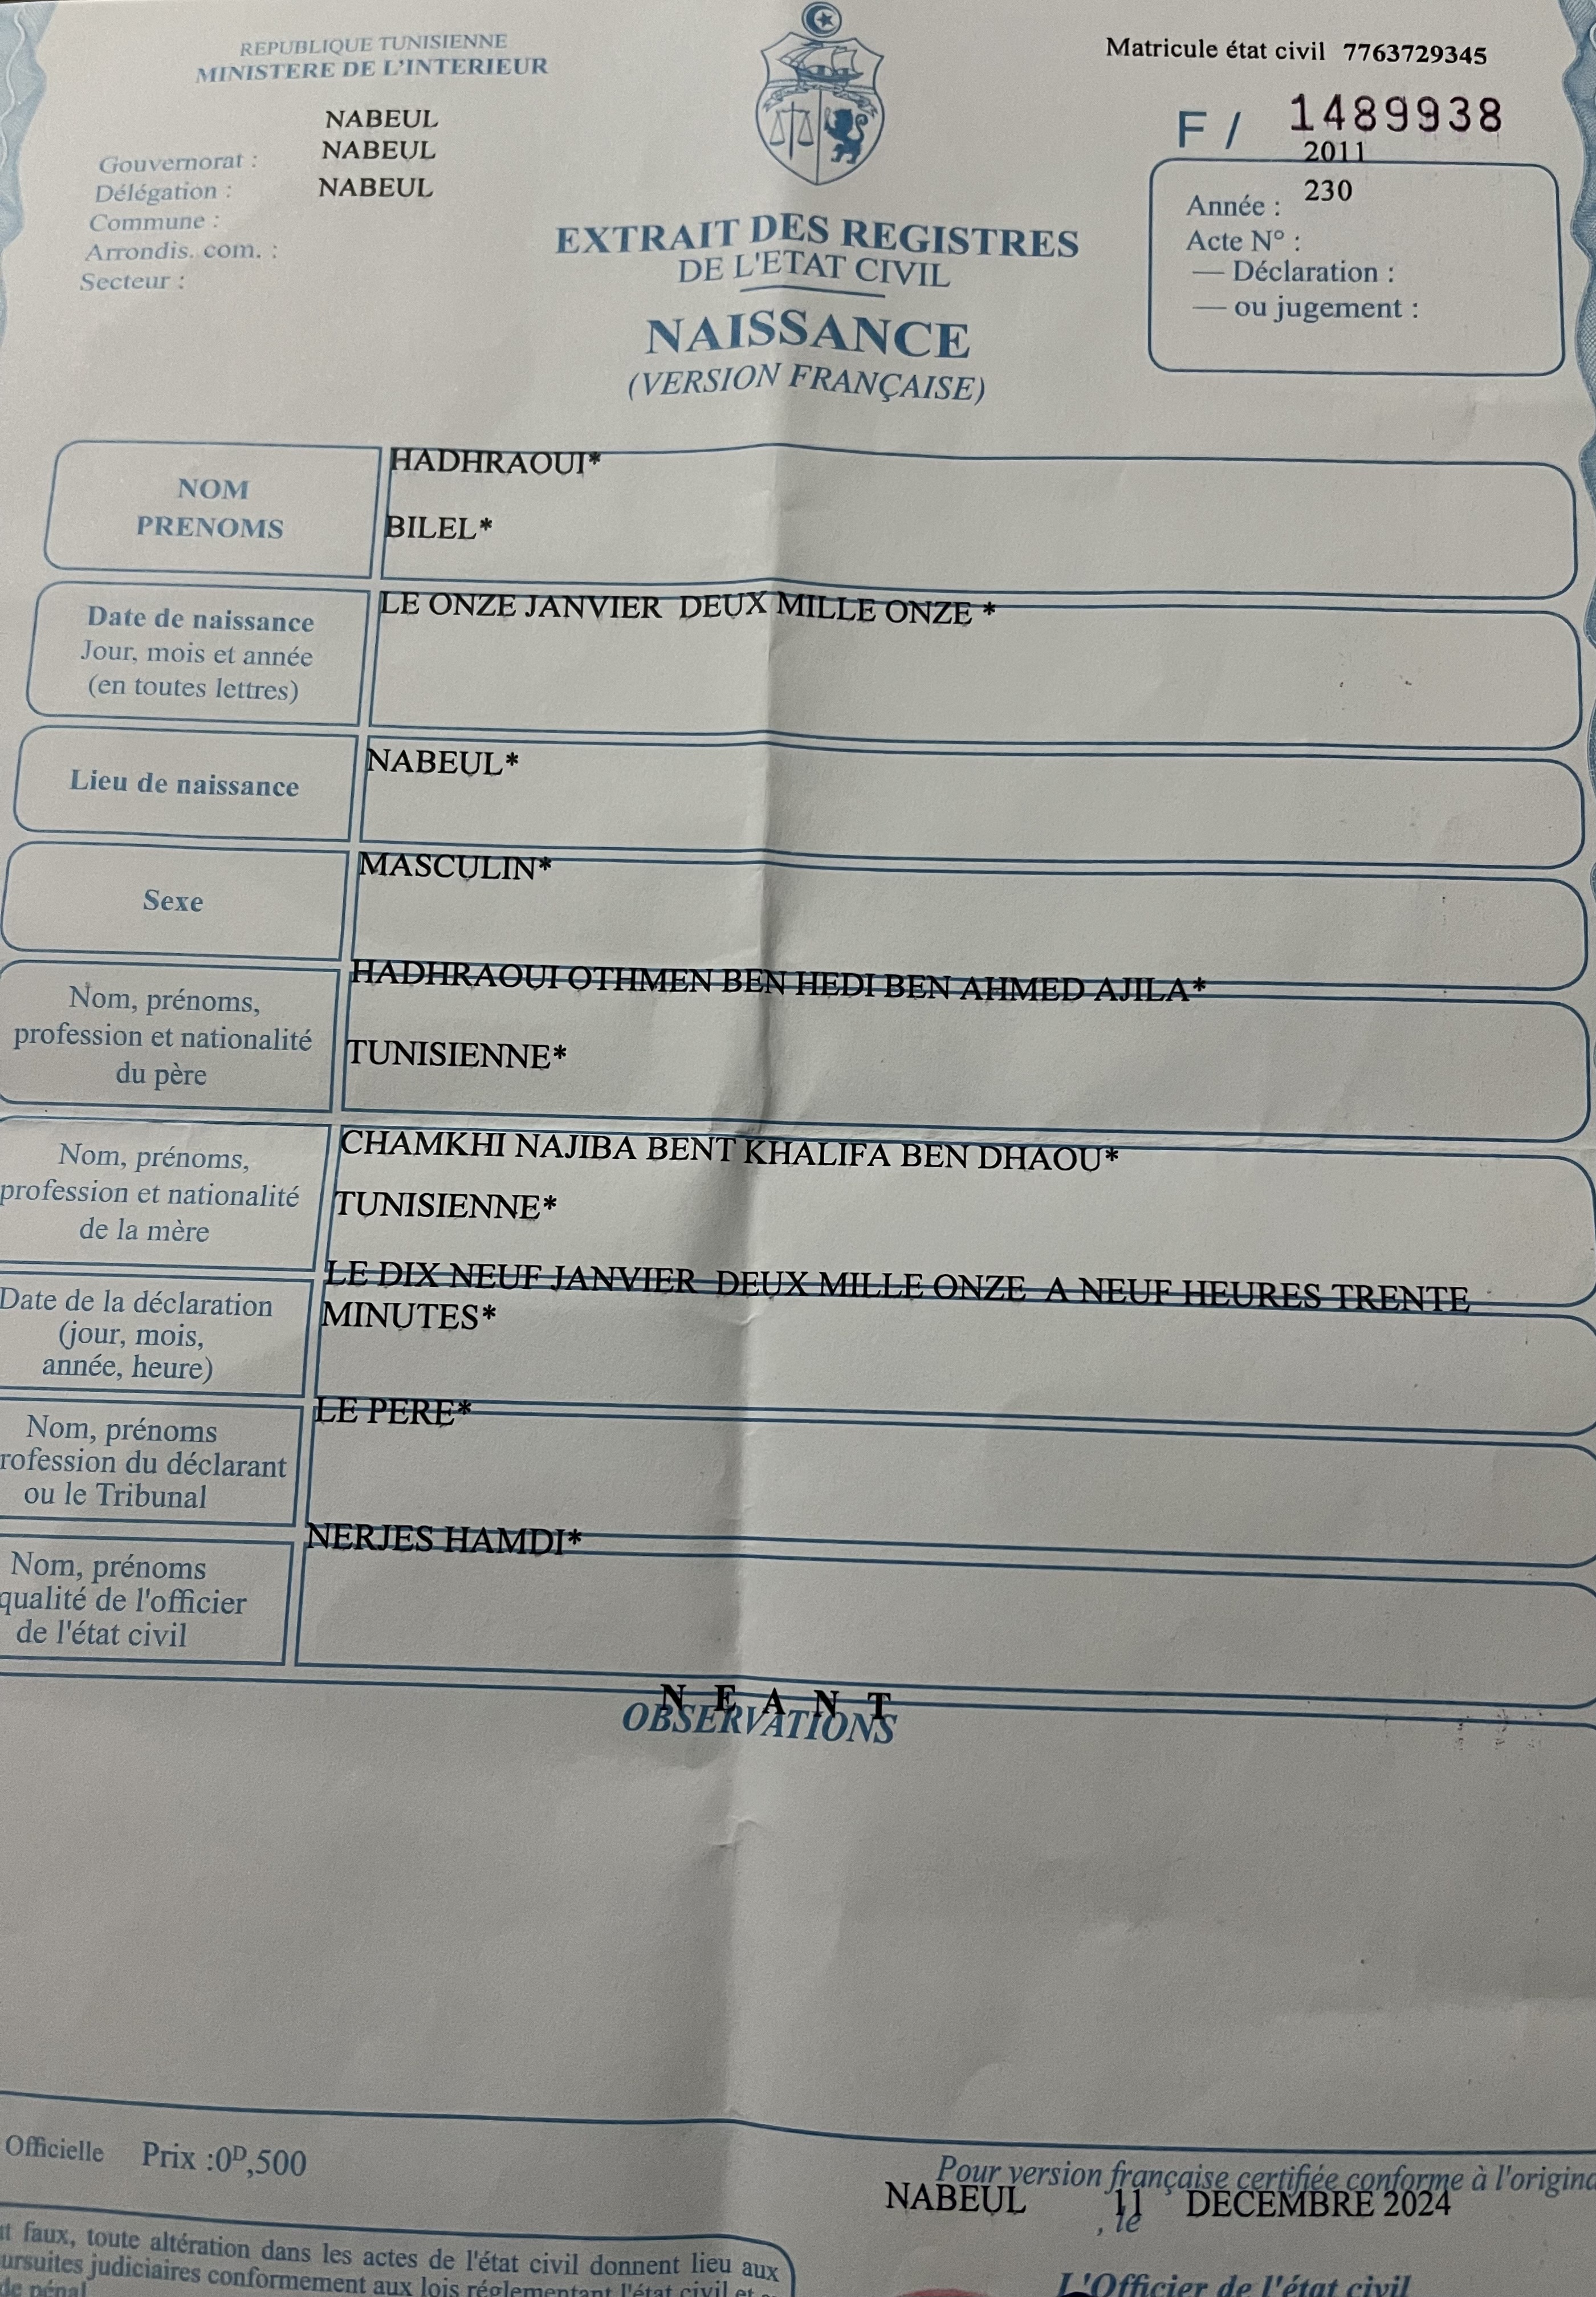 REPUBLIQUE TUNISIENNE
MINISTERE DE L'INTERIEUR
NABEUL
NABEUL
NABEUL
Gouvernorat :
Délégation :
Commune :
Arrondis. com. :
Secteur :
Matricule état civil 7763729345
F / 1489938
2011
230
Année :
Acte N° :
— Déclaration :
— ou jugement :
EXTRAIT DES REGISTRES
DE L'ETAT CIVIL
NAISSANCE
(VERSION FRANÇAISE)
NOM
PRENOMS
HADHRAOUI*
BILEL*
Date de naissance
Jour, mois et année
(en toutes lettres)
LE ONZE JANVIER DEUX MILLE ONZE *
Lieu de naissance
NABEUL*
Sexe
MASCULIN*
Nom, prénoms,
profession et nationalité
du père
HADHRAOUI OTHMEN BEN HEDI BEN AHMED AJILA*
TUNISIENNE*
Nom, prénoms,
profession et nationalité
de la mère
CHAMKHI NAJIBA BENT KHALIFA BEN DHAOU*
TUNISIENNE*
Date de la déclaration
(jour, mois,
année, heure)
LE DIX NEUF JANVIER DEUX MILLE ONZE A NEUF HEURES TRENTE
MINUTES*
Nom, prénoms
rofession du déclarant
ou le Tribunal
LE PERE*
Nom, prénoms
qualité de l'officier
de l'état civil
NERJES HAMDI*
N E A N T
OBSERVATIONS
Officielle Prix :0D,500
Pour version française certifiée conforme à l'origina
NABEUL , le 11 DECEMBRE 2024
L'Officier de l'état civil
t faux, toute altération dans les actes de l'état civil donnent lieu aux
ursuites judiciaires conformement aux lois réglementant l'état civil et
de pénal